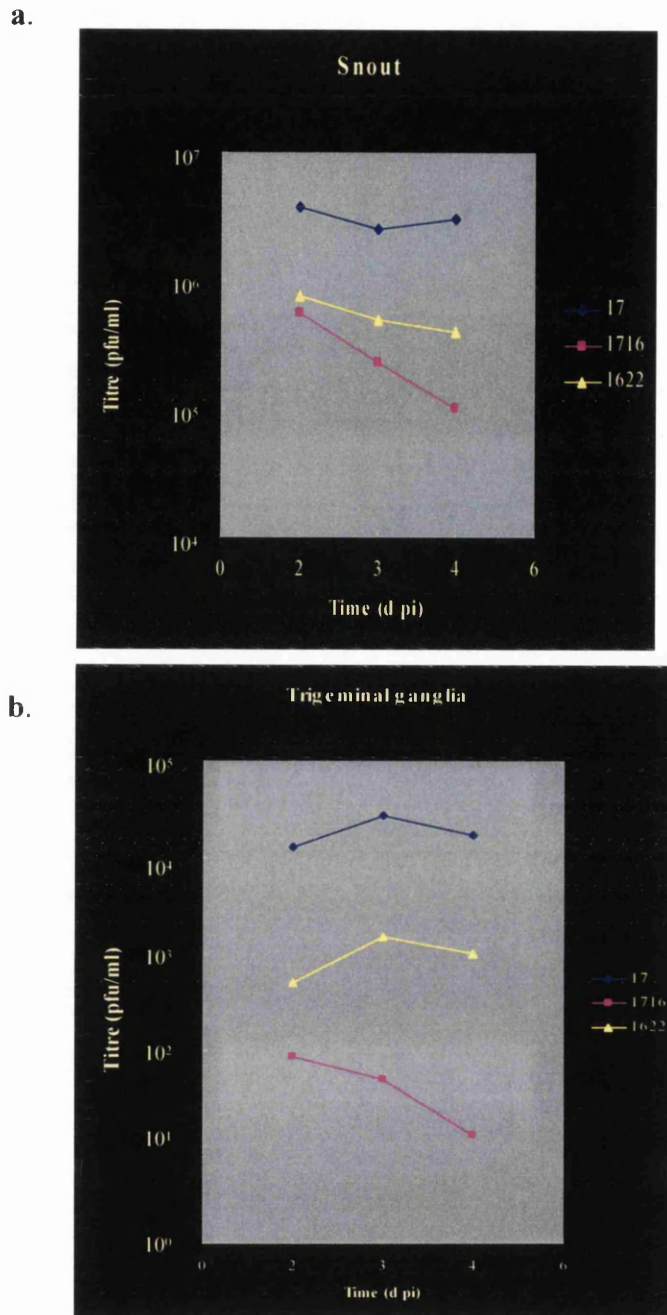 a.
Snout
10⁷
10⁶
10⁵
10⁴
Titre (pfu/ml)
0 2 3 4 6
Time (d pi)
17
1716
1622
b.
Trigeminal ganglia
10⁵
10⁴
10³
10²
10¹
10⁰
Titre (pfu/ml)
0 2 3 4 6
Time (d pi)
17
1716
1622